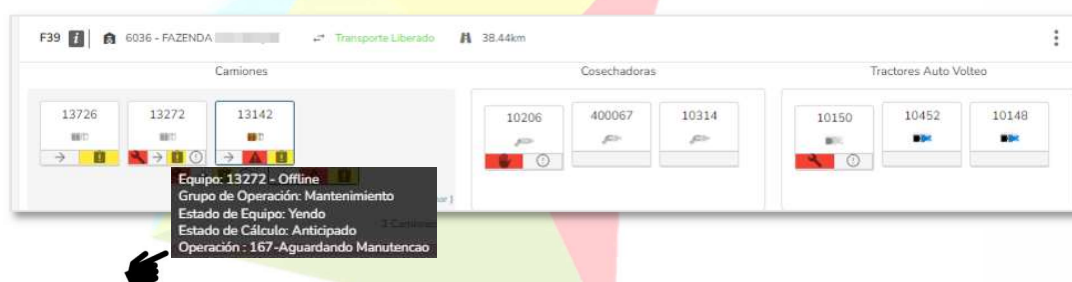 F39 i 6036 - FAZENDA Transporte Liberado 38.44km
Camiones
Cosechadoras
Tractores Auto Volteo
13726 13272 13142
10206 400067 10314
10150 10452 10148
Equipo: 13272 - Offline
Grupo de Operación: Mantenimiento
Estado de Equipo: Yendo
Estado de Cálculo: Anticipado
Operación : 167-Aguardando Manutencao